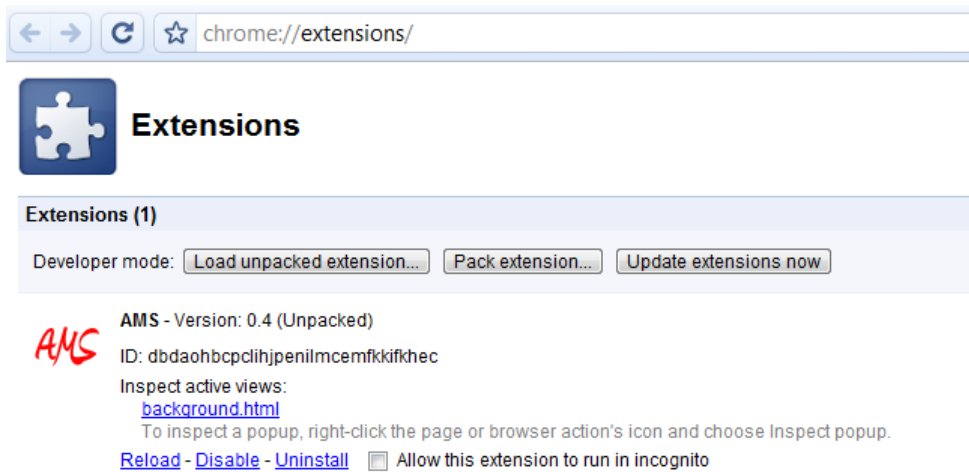 chrome://extensions/
Extensions
Extensions (1)
Developer mode: Load unpacked extension... Pack extension... Update extensions now
AMS
AMS - Version: 0.4 (Unpacked)
ID: dbdaohbcpclihjpenilmcemfkkifkhec
Inspect active views:
background.html
To inspect a popup, right-click the page or browser action's icon and choose Inspect popup.
Reload - Disable - Uninstall Allow this extension to run in incognito